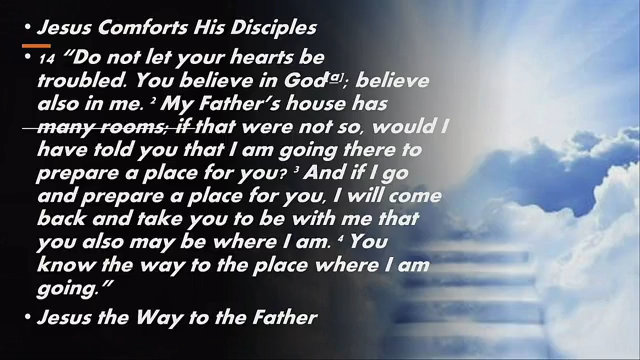 • Jesus Comforts His Disciples
• 14 “Do not let your hearts be
troubled. You believe in God[a]; believe
also in me. ² My Father’s house has
many rooms; if that were not so, would I
have told you that I am going there to
prepare a place for you? ³ And if I go
and prepare a place for you, I will come
back and take you to be with me that
you also may be where I am. ⁴ You
know the way to the place where I am
going.”
• Jesus the Way to the Father